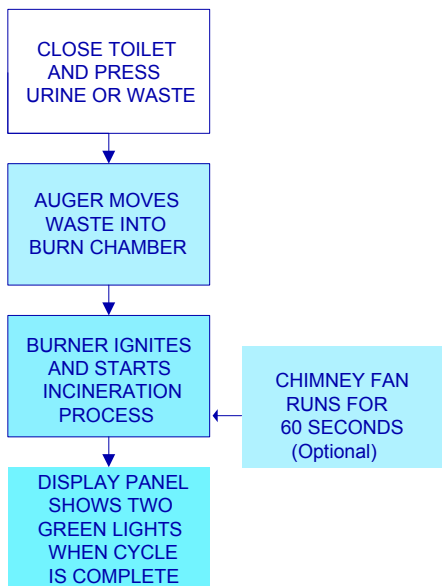 CLOSE TOILET
AND PRESS
URINE OR WASTE
AUGER MOVES
WASTE INTO
BURN CHAMBER
BURNER IGNITES
AND STARTS
INCINERATION
PROCESS
CHIMNEY FAN
RUNS FOR
60 SECONDS
(Optional)
DISPLAY PANEL
SHOWS TWO
GREEN LIGHTS
WHEN CYCLE
IS COMPLETE